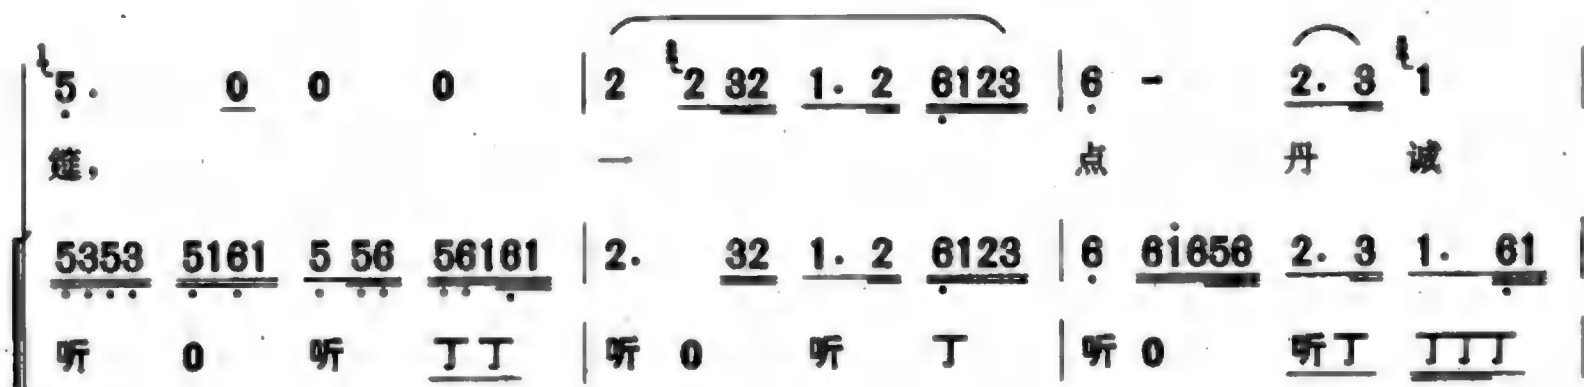 5. 0 0 0 | 2 2 32 1. 2 6123 | 6 - 2. 3 1 |
筵, 一 点 丹 诚
5353 5161 5 56 56161 | 2. 32 1. 2 6123 | 6 61656 2. 3 1. 61 |
听 0 听 丁丁 | 听 0 听 丁 | 听 0 听丁 丁丁丁 |